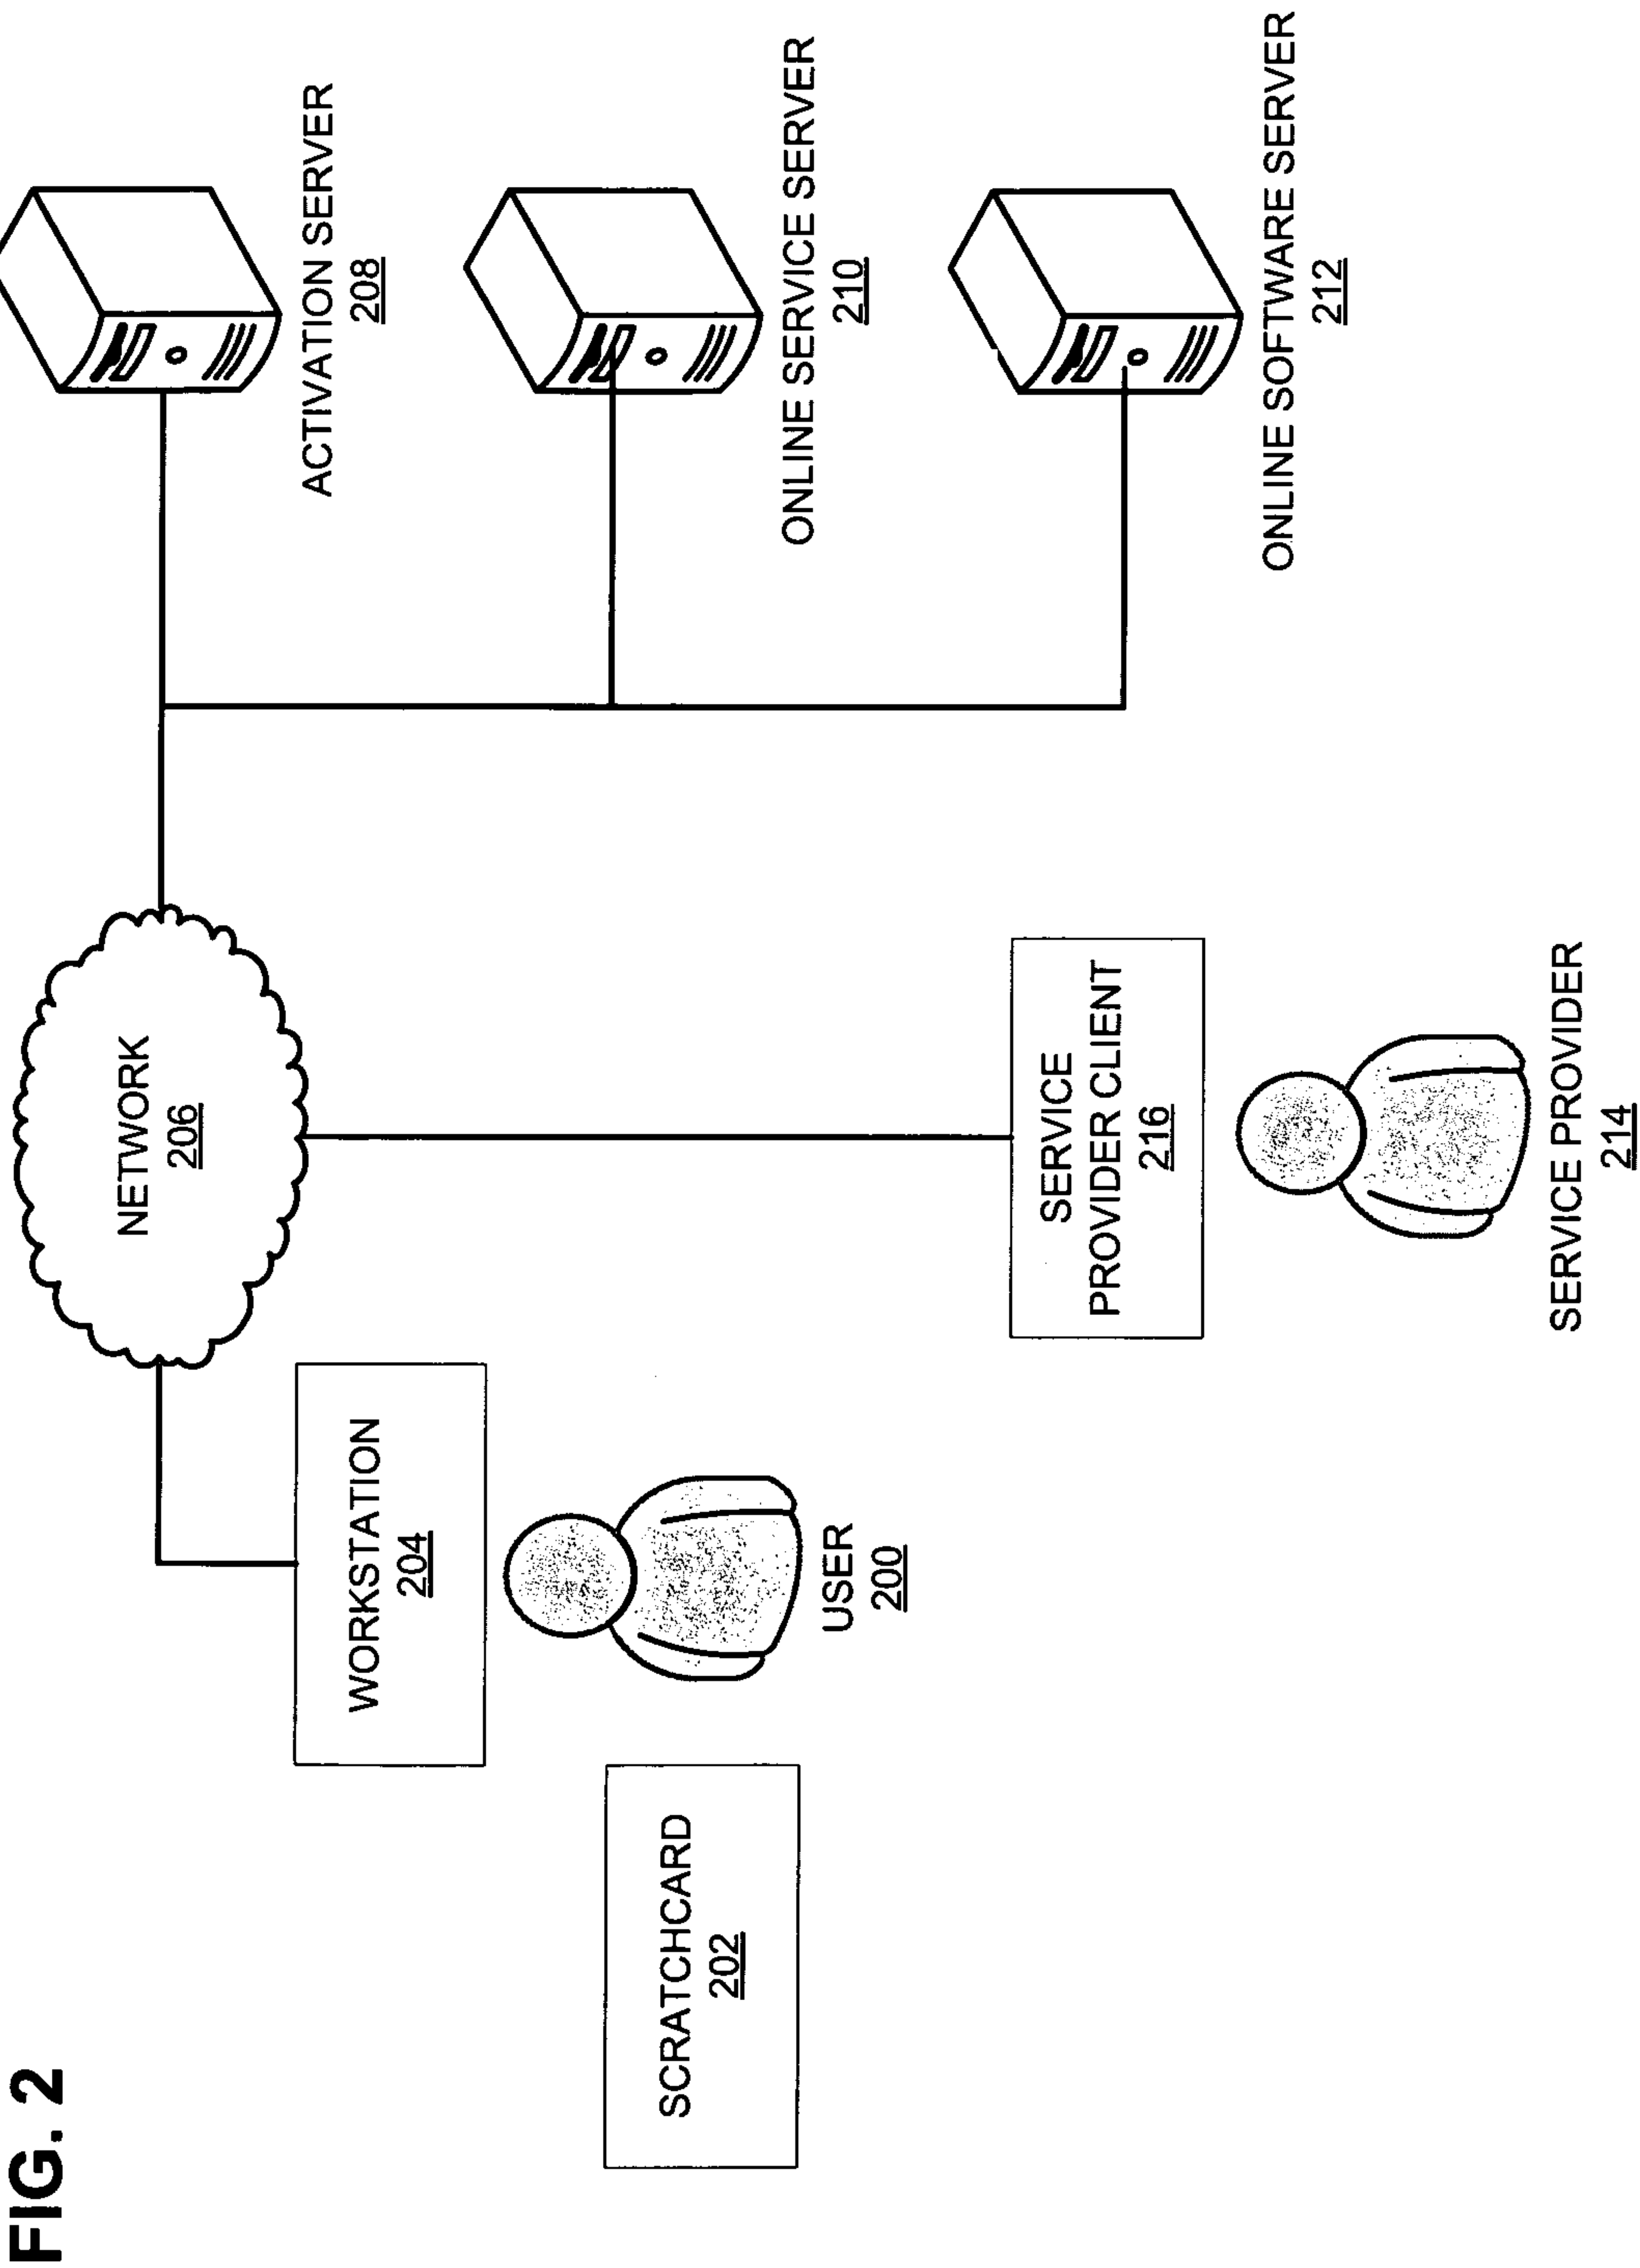 FIG. 2
NETWORK
206
WORKSTATION
204
USER
200
SCRATCHCARD
202
SERVICE
PROVIDER CLIENT
216
SERVICE PROVIDER
214
ACTIVATION SERVER
208
ONLINE SERVICE SERVER
210
ONLINE SOFTWARE SERVER
212